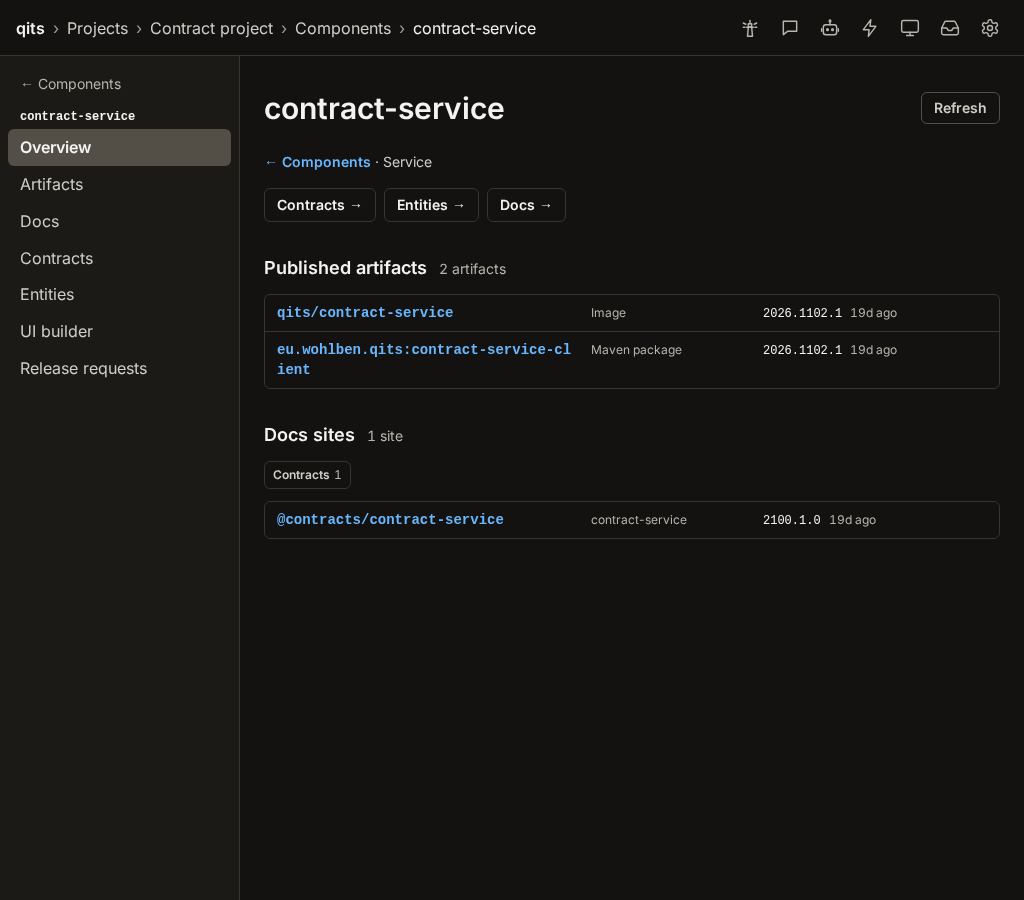 qits › Projects › Contract project › Components › contract-service
← Components
contract-service
Overview
Artifacts
Docs
Contracts
Entities
UI builder
Release requests
contract-service
Refresh
← Components · Service
Contracts →
Entities →
Docs →
Published artifacts 2 artifacts
qits/contract-service Image 2026.1102.1 19d ago
eu.wohlben.qits:contract-service-cl Maven package 2026.1102.1 19d ago
ient
Docs sites 1 site
Contracts 1
@contracts/contract-service contract-service 2100.1.0 19d ago